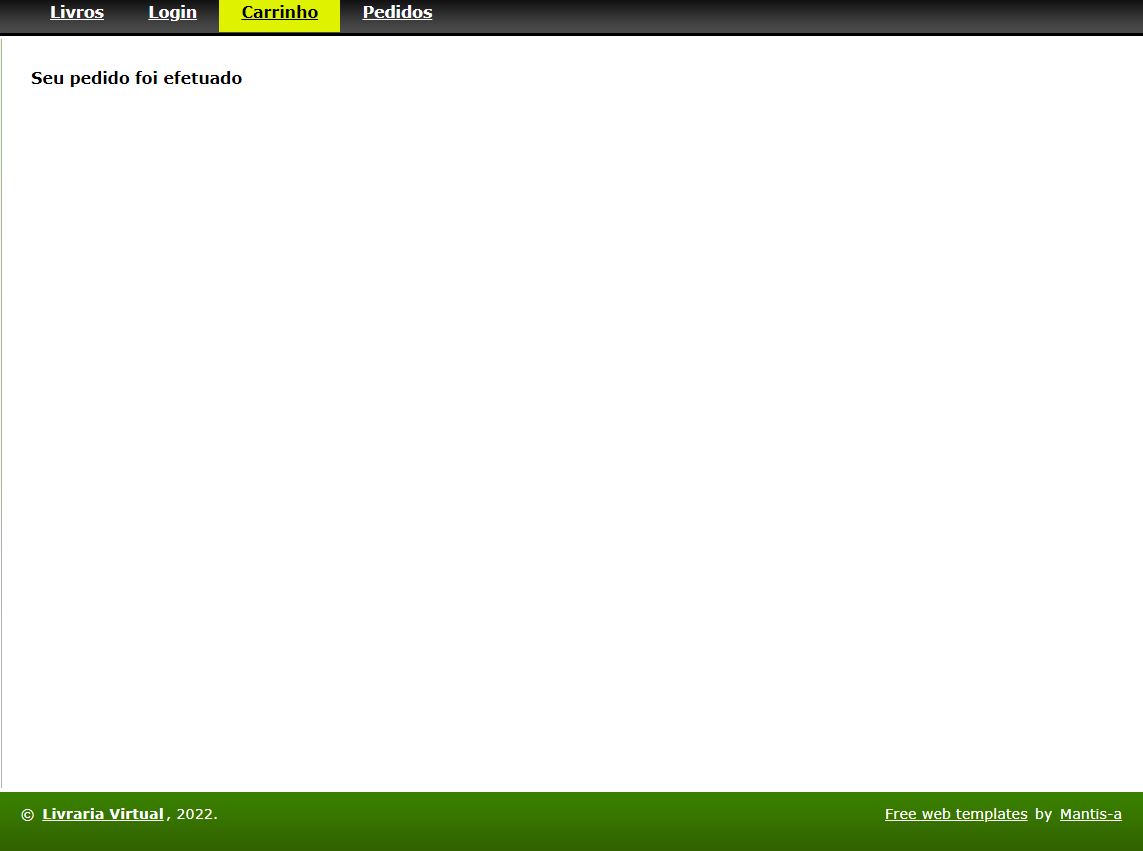 Livros Login Carrinho Pedidos
Seu pedido foi efetuado
© Livraria Virtual, 2022. Free web templates by Mantis-a